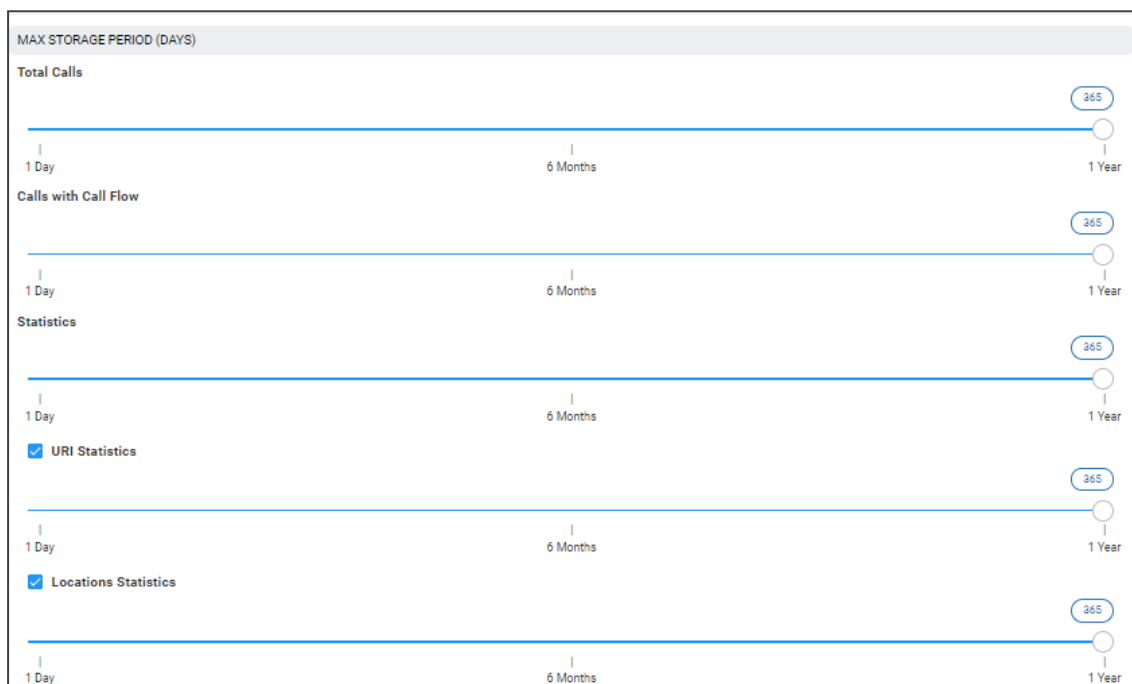 MAX STORAGE PERIOD (DAYS)
Total Calls
365
1 Day 6 Months 1 Year
Calls with Call Flow
365
1 Day 6 Months 1 Year
Statistics
365
1 Day 6 Months 1 Year
URI Statistics
365
1 Day 6 Months 1 Year
Locations Statistics
365
1 Day 6 Months 1 Year